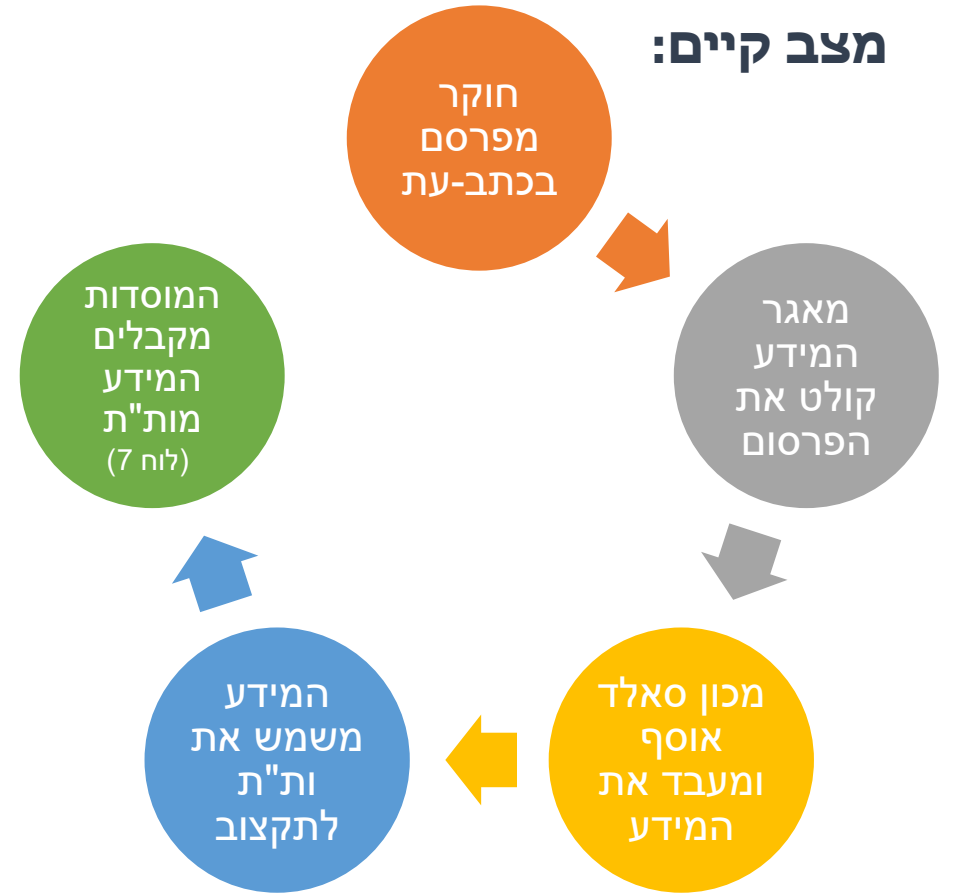 מצב קיים:
חוקר
מפרסם
בכתב-עת
מאגר
המידע
קולט את
הפרסום
מכון סאלד
אוסף
ומעבד את
המידע
המידע
משמש את
ות"ת
לתקצוב
המוסדות
מקבלים
המידע
מות"ת
(לוח 7)